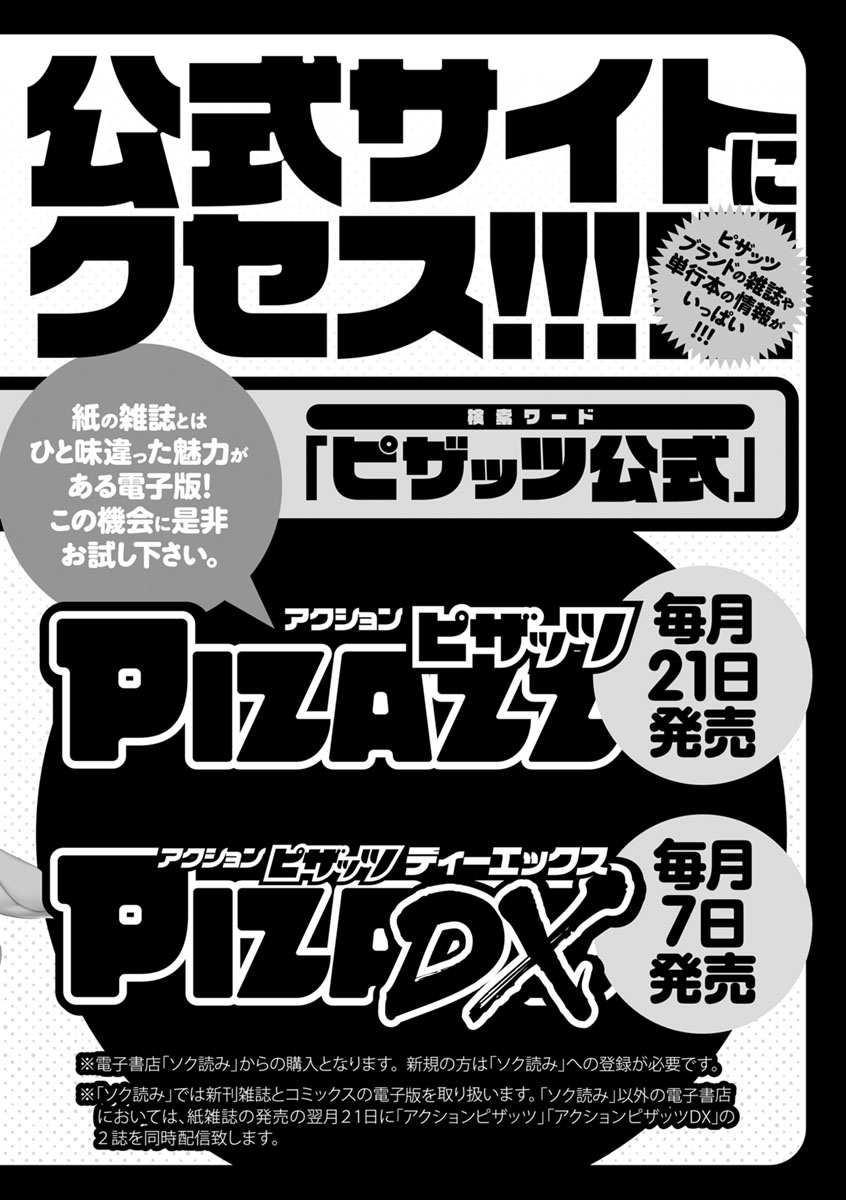 公式サイトに
クセス!!!
ピザッツ
ブランドの雑誌や
単行本の情報が
いっぱい
!!!
紙の雑誌とは
ひと味違った魅力が
ある電子版!
この機会に是非
お試し下さい。
検索ワード
「ピザッツ公式」
アクション ピザッツ
PIZAZZ
毎月
21日
発売
アクション ピザッツ ディーエックス
PIZA DX
毎月
7日
発売
※電子書店「ソク読み」からの購入となります。新規の方は「ソク読み」への登録が必要です。
※「ソク読み」では新刊雑誌とコミックスの電子版を取り扱います。「ソク読み」以外の電子書店
においては、紙雑誌の発売の翌月21日に「アクションピザッツ」「アクションピザッツDX」の
2誌を同時配信致します。